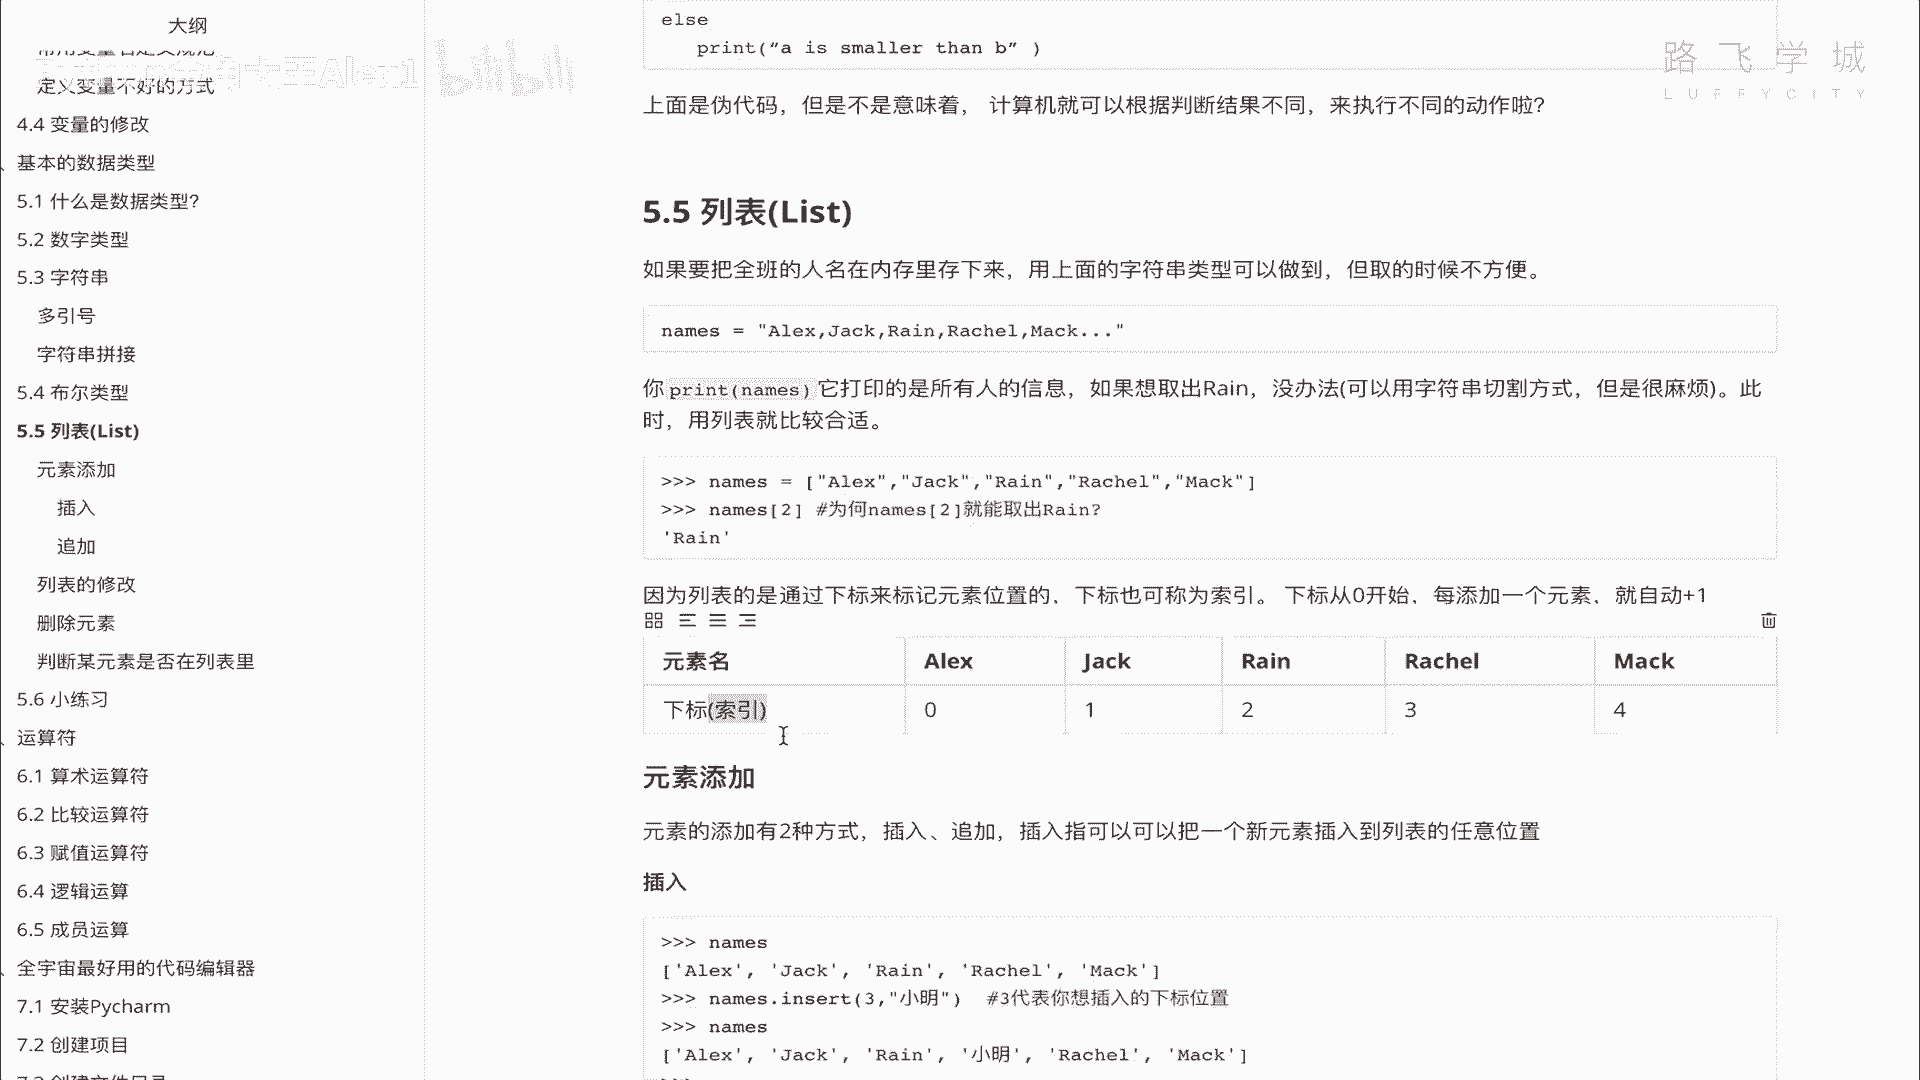 大纲
定义变量不好的方式
4.4 变量的修改
基本的数据类型
5.1 什么是数据类型?
5.2 数字类型
5.3 字符串
多引号
字符串拼接
5.4 布尔类型
5.5 列表(List)
元素添加
插入
追加
列表的修改
删除元素
判断某元素是否在列表里
5.6 小练习
运算符
6.1 算术运算符
6.2 比较运算符
6.3 赋值运算符
6.4 逻辑运算
6.5 成员运算
全宇宙最好用的代码编辑器
7.1 安装Pycharm
7.2 创建项目
else
print(“a is smaller than b” )
路飞学城
LUFFYCITY
bilibili
上面是伪代码，但是不是意味着， 计算机就可以根据判断结果不同，来执行不同的动作啦?
5.5 列表(List)
如果要把全班的人名在内存里存下来，用上面的字符串类型可以做到，但取的时候不方便。
names = "Alex,Jack,Rain,Rachel,Mack..."
你print(names)它打印的是所有人的信息，如果想取出Rain，没办法(可以用字符串切割方式，但是很麻烦)。此
时，用列表就比较合适。
>>> names = ["Alex","Jack","Rain","Rachel","Mack"]
>>> names[2] #为何names[2]就能取出Rain?
'Rain'
因为列表的是通过下标来标记元素位置的，下标也可称为索引。 下标从0开始，每添加一个元素，就自动+1
元素名 Alex Jack Rain Rachel Mack
下标(索引) 0 1 2 3 4
元素添加
元素的添加有2种方式，插入、追加，插入指可以可以把一个新元素插入到列表的任意位置
插入
>>> names
['Alex', 'Jack', 'Rain', 'Rachel', 'Mack']
>>> names.insert(3,"小明")  #3代表你想插入的下标位置
>>> names
['Alex', 'Jack', 'Rain', '小明', 'Rachel', 'Mack']